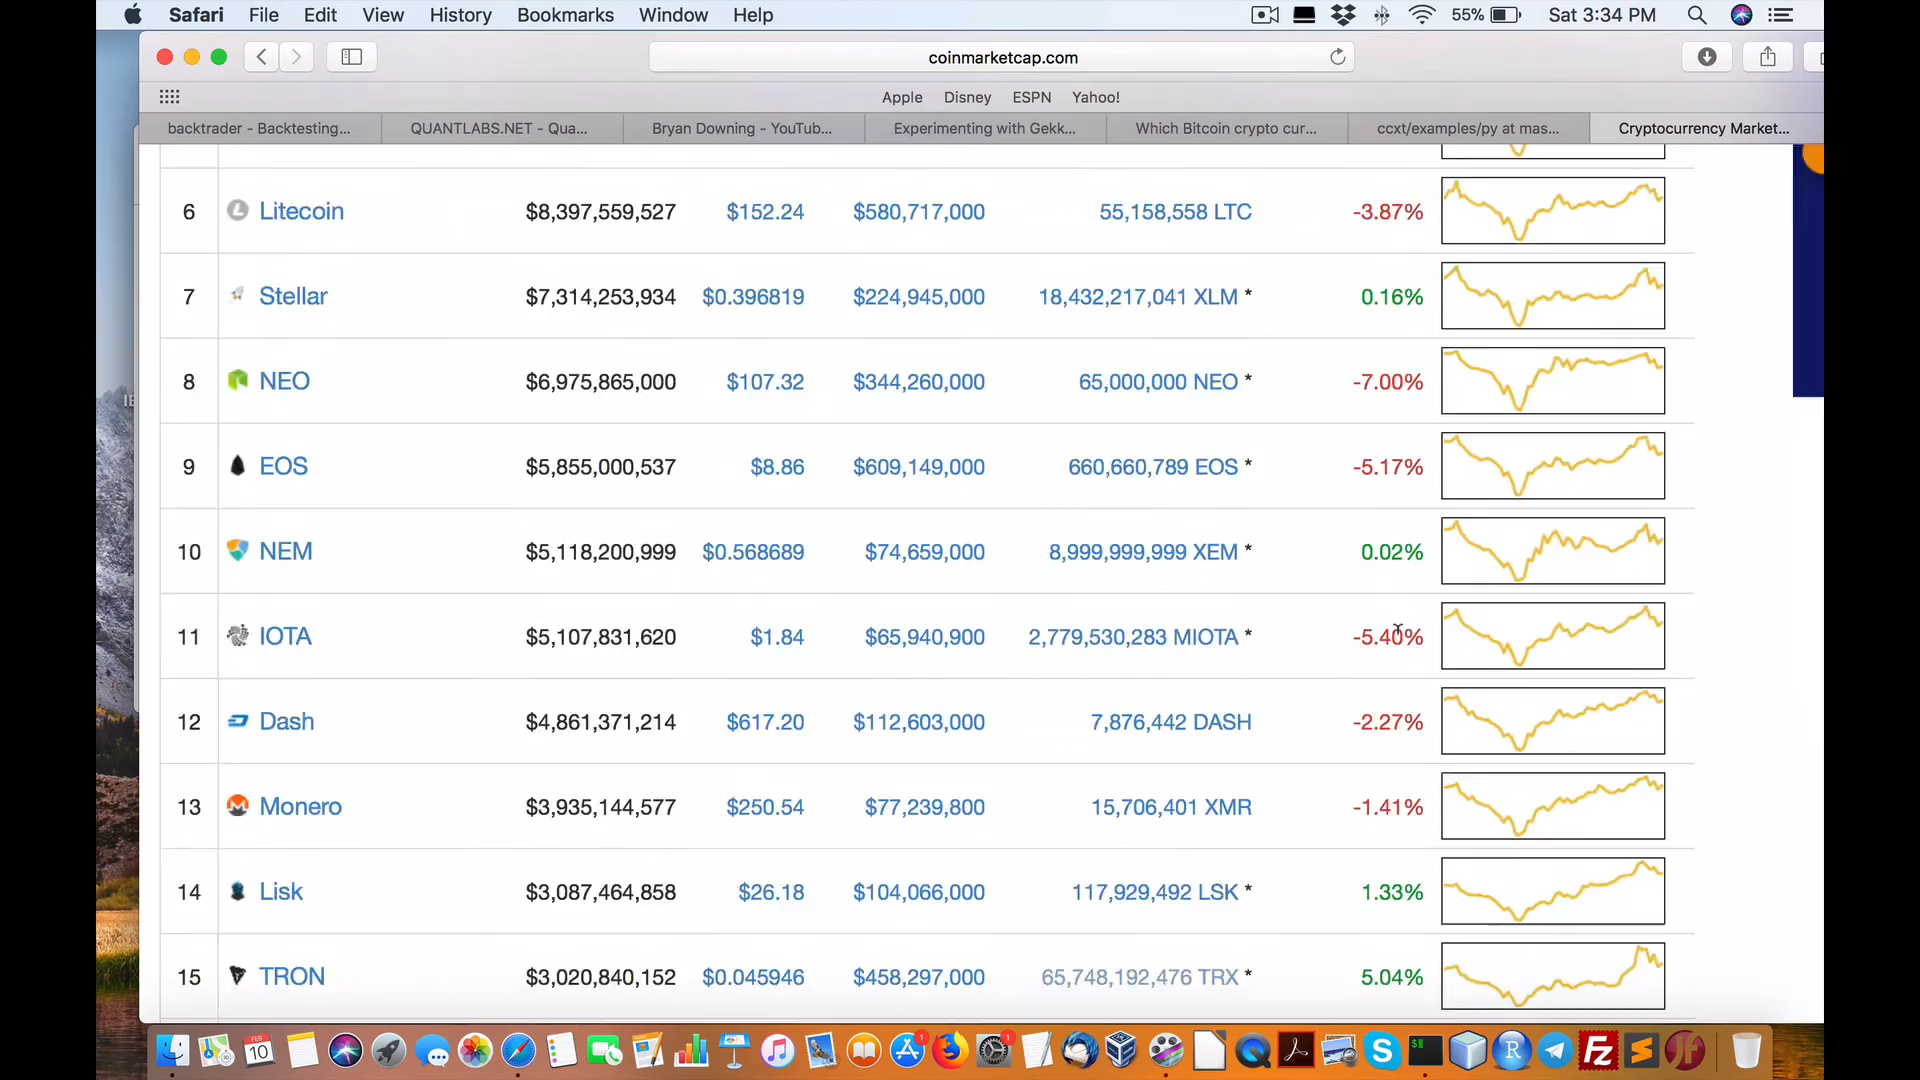 Safari File Edit View History Bookmarks Window Help 55% Sat 3:34 PM
coinmarketcap.com
Apple Disney ESPN Yahoo!
backtrader - Backtesting... QUANTLABS.NET - Qua... Bryan Downing - YouTub... Experimenting with Gekk... Which Bitcoin crypto cur... ccxt/examples/py at mas... Cryptocurrency Market...
6 Litecoin $8,397,559,527 $152.24 $580,717,000 55,158,558 LTC -3.87%
7 Stellar $7,314,253,934 $0.396819 $224,945,000 18,432,217,041 XLM * 0.16%
8 NEO $6,975,865,000 $107.32 $344,260,000 65,000,000 NEO * -7.00%
9 EOS $5,855,000,537 $8.86 $609,149,000 660,660,789 EOS * -5.17%
10 NEM $5,118,200,999 $0.568689 $74,659,000 8,999,999,999 XEM * 0.02%
11 IOTA $5,107,831,620 $1.84 $65,940,900 2,779,530,283 MIOTA * -5.40%
12 Dash $4,861,371,214 $617.20 $112,603,000 7,876,442 DASH -2.27%
13 Monero $3,935,144,577 $250.54 $77,239,800 15,706,401 XMR -1.41%
14 Lisk $3,087,464,858 $26.18 $104,066,000 117,929,492 LSK * 1.33%
15 TRON $3,020,840,152 $0.045946 $458,297,000 65,748,192,476 TRX * 5.04%
FEB
10
1
1
$
R
Fz
S
jF